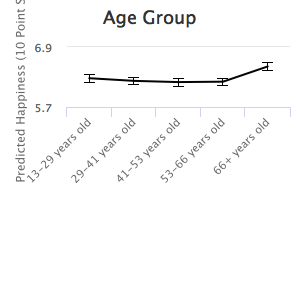 Age Group
Predicted Happiness (10 Point S
6.9
5.7
13-29 years old
29-41 years old
41-53 years old
53-66 years old
66+ years old